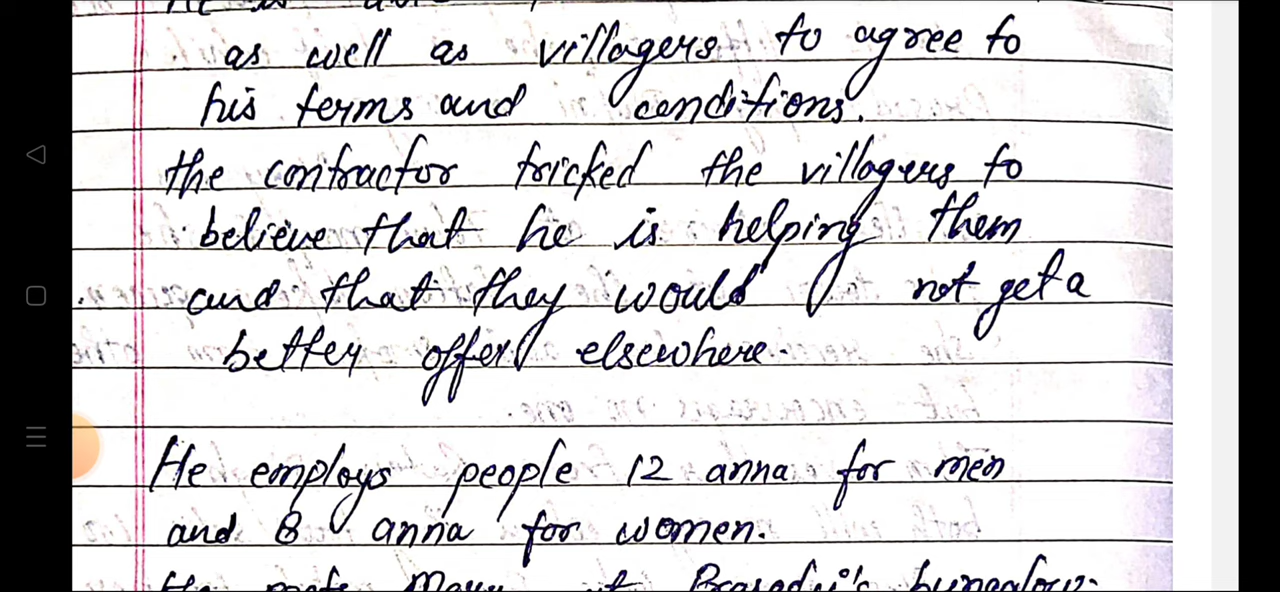 as well as villagers to agree to
his terms and conditions.
the contractor tricked the villagers to
believe that he is helping them
and that they would not get a
better offer elsewhere.
He employs people 12 anna for men
and 8 anna for women.
Prasadji's bungalow.